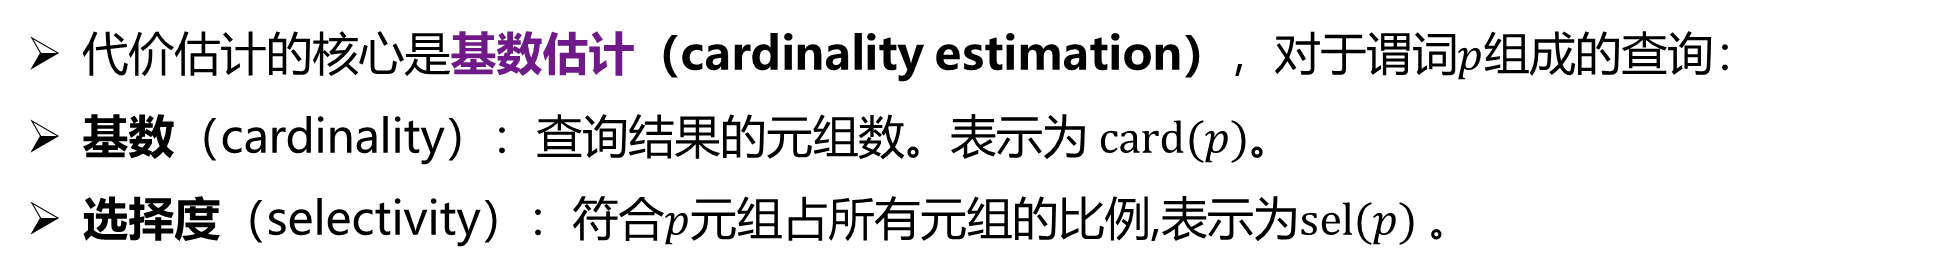 ➢ 代价估计的核心是基数估计（cardinality estimation），对于谓词p组成的查询：
➢ 基数（cardinality）：查询结果的元组数。表示为 card(p)。
➢ 选择度（selectivity）：符合p元组占所有元组的比例,表示为sel(p) 。